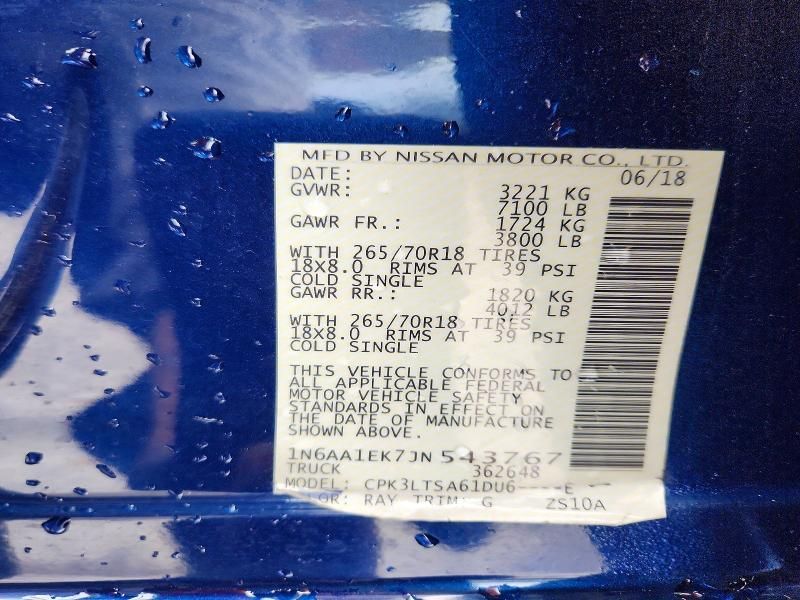 MFD BY NISSAN MOTOR CO., LTD.
DATE: 06/18
GVWR: 3221 KG
7100 LB
GAWR FR.: 1724 KG
3800 LB
WITH 265/70R18 TIRES
18X8.0 RIMS AT 39 PSI
COLD SINGLE
GAWR RR.: 1820 KG
4012 LB
WITH 265/70R18 TIRES
18X8.0 RIMS AT 39 PSI
COLD SINGLE
THIS VEHICLE CONFORMS TO
ALL APPLICABLE FEDERAL
MOTOR VEHICLE SAFETY
STANDARDS IN EFFECT ON
THE DATE OF MANUFACTURE
SHOWN ABOVE.
1N6AA1EK7JN543767
TRUCK 362648
MODEL: CPK3LTSA61DU6----E
RAY TRIM: G ZS10A